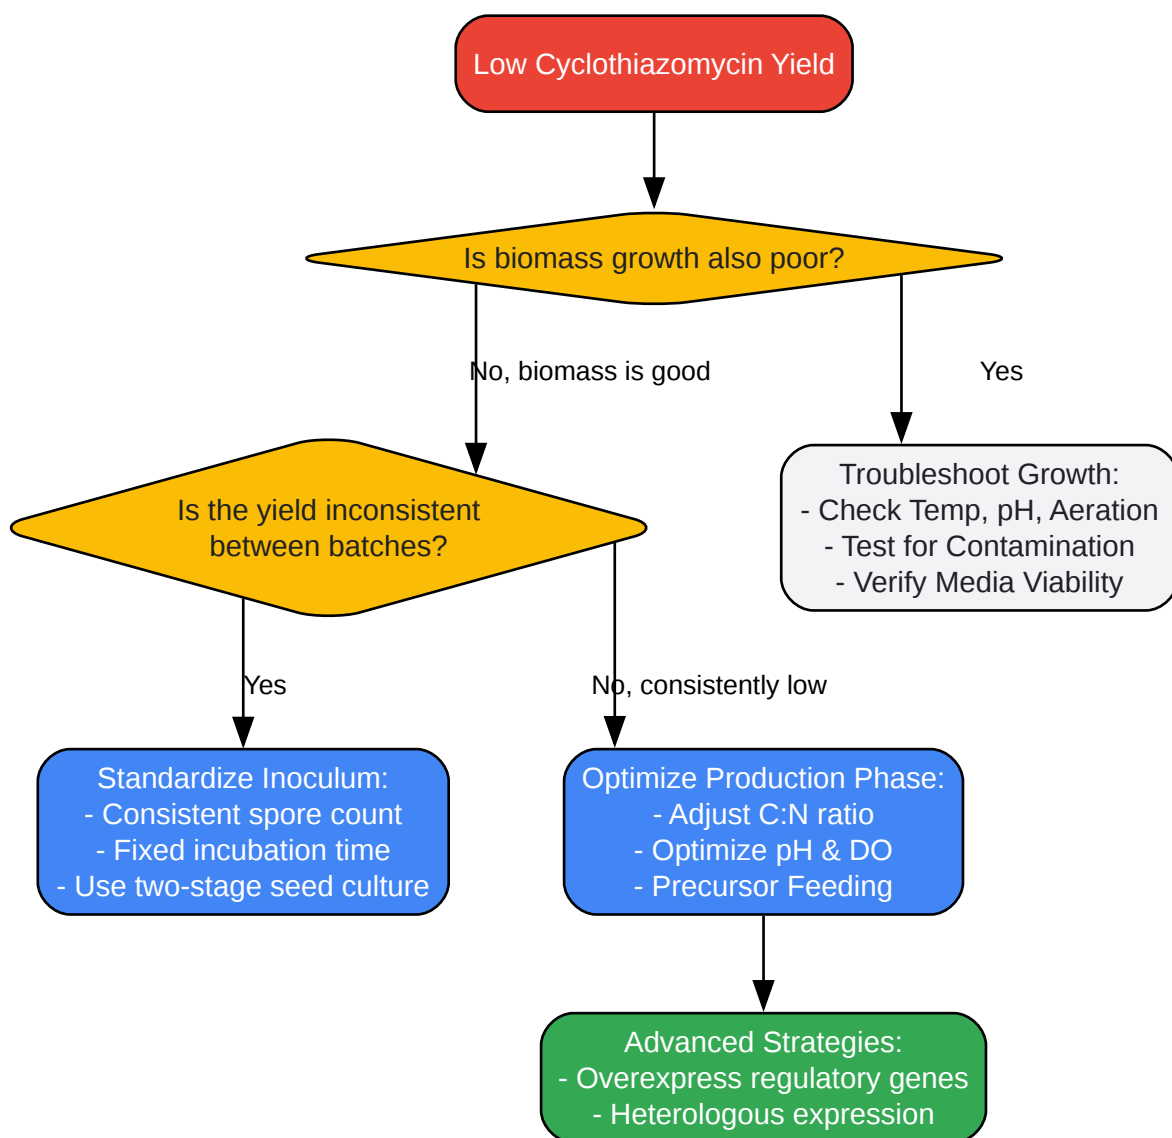 Low Cyclothiazomycin Yield
Is biomass growth also poor?
No, biomass is good
Yes
Is the yield inconsistent
between batches?
Troubleshoot Growth:
- Check Temp, pH, Aeration
- Test for Contamination
- Verify Media Viability
Yes
No, consistently low
Standardize Inoculum:
- Consistent spore count
- Fixed incubation time
- Use two-stage seed culture
Optimize Production Phase:
- Adjust C:N ratio
- Optimize pH & DO
- Precursor Feeding
Advanced Strategies:
- Overexpress regulatory genes
- Heterologous expression